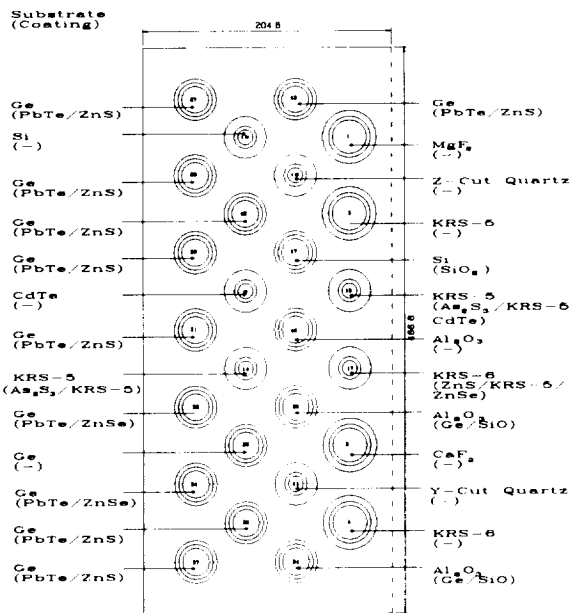 Substrate
(Coating)
204.8
Ge
(PbTe/ZnS)
Si
(-)
Ge
(PbTe/ZnS)
Ge
(PbTe/ZnS)
Ge
(PbTe/ZnS)
CdTe
(-)
Ge
(PbTe/ZnS)
KRS-5
(As₂S₃/KRS-5)
Ge
(PbTe/ZnSe)
Ge
(-)
Ge
(PbTe/ZnSe)
Ge
(PbTe/ZnS)
Ge
(PbTe/ZnS)
Ge
(PbTe/ZnS)
MgF₂
(-)
Z-Cut Quartz
(-)
KRS-6
(-)
Si
(SiO₂)
KRS-5
(As₂S₃/KRS-5
CdTe)
Al₂O₃
(-)
KRS-6
(ZnS/KRS-5/
ZnSe)
Al₂O₃
(Ge/SiO)
CaF₂
(-)
Y-Cut Quartz
(-)
KRS-6
(-)
Al₂O₃
(Ge/SiO)